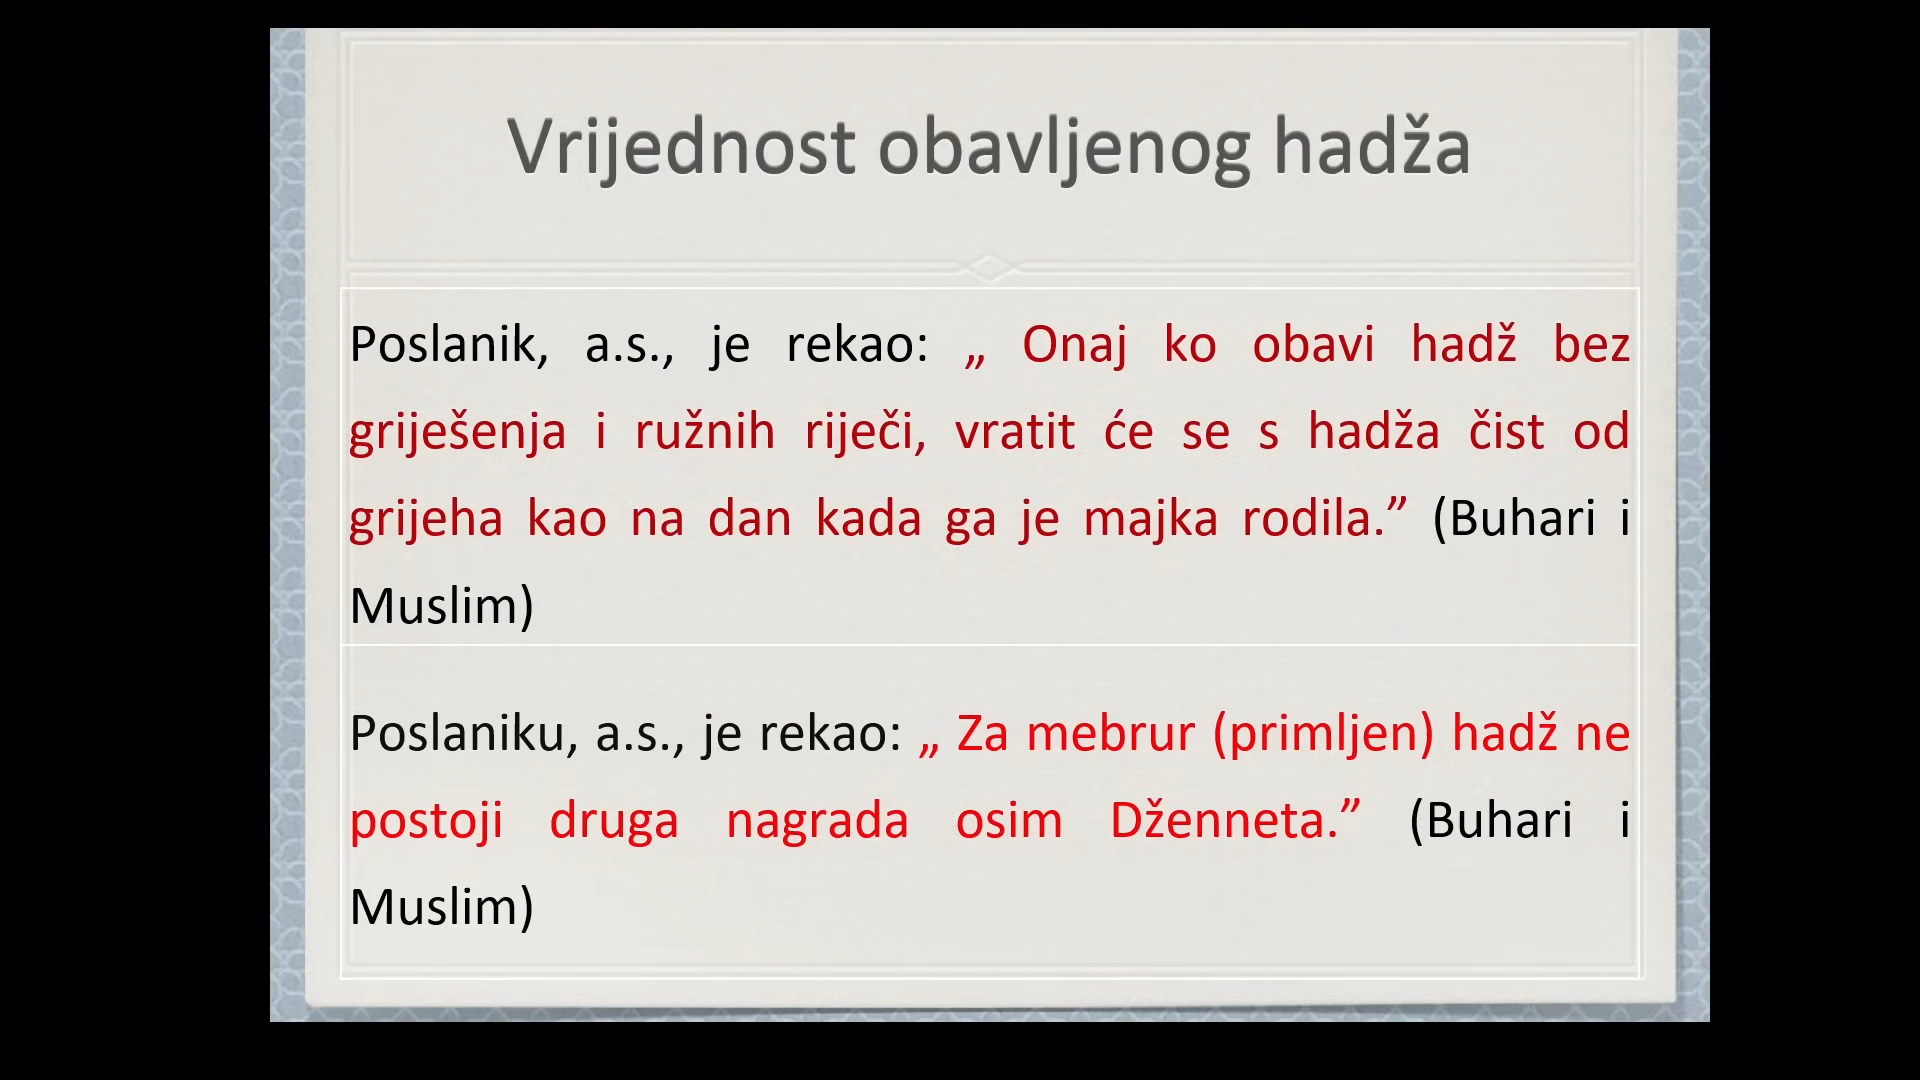 Vrijednost obavljenog hadža
Poslanik, a.s., je rekao: „ Onaj ko obavi hadž bez
griješenja i ružnih riječi, vratit će se s hadža čist od
grijeha kao na dan kada ga je majka rodila.” (Buhari i
Muslim)
Poslaniku, a.s., je rekao: „ Za mebrur (primljen) hadž ne
postoji druga nagrada osim Dženneta.” (Buhari i
Muslim)